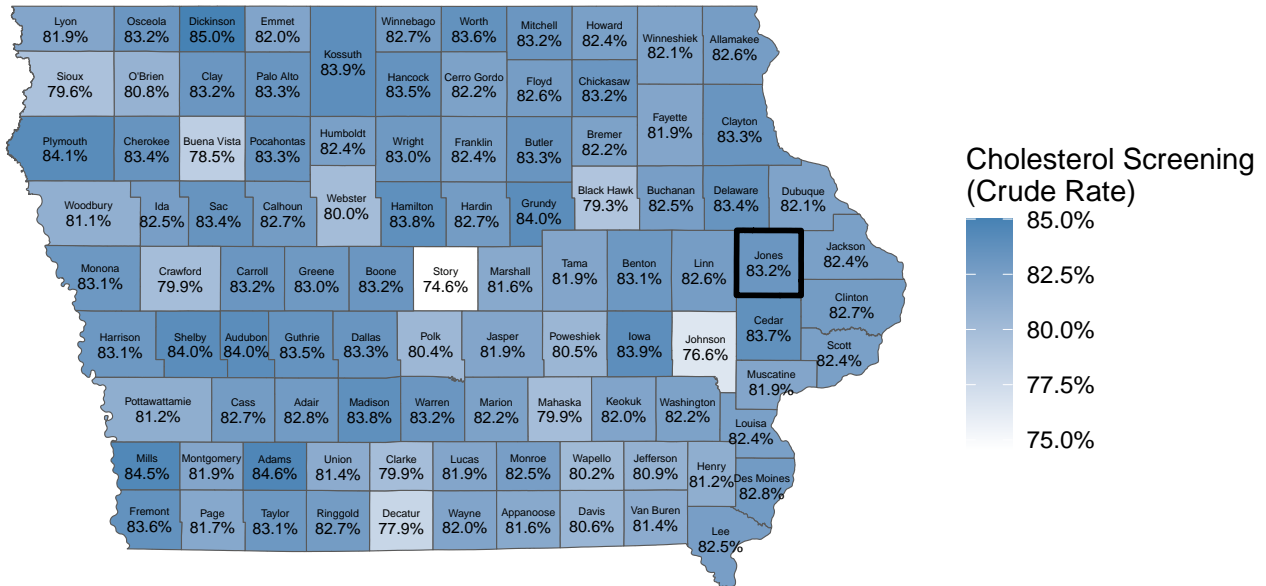 Lyon
81.9%
Osceola
83.2%
Dickinson
85.0%
Emmet
82.0%
Kossuth
83.9%
Winnebago
82.7%
Worth
83.6%
Mitchell
83.2%
Howard
82.4%
Winneshiek
82.1%
Allamakee
82.6%
Sioux
79.6%
O'Brien
80.8%
Clay
83.2%
Palo Alto
83.3%
Hancock
83.5%
Cerro Gordo
82.2%
Floyd
82.6%
Chickasaw
83.2%
Fayette
81.9%
Clayton
83.3%
Plymouth
84.1%
Cherokee
83.4%
Buena Vista
78.5%
Pocahontas
83.3%
Humboldt
82.4%
Wright
83.0%
Franklin
82.4%
Butler
83.3%
Bremer
82.2%
Woodbury
81.1%
Ida
82.5%
Sac
83.4%
Calhoun
82.7%
Webster
80.0%
Hamilton
83.8%
Hardin
82.7%
Grundy
84.0%
Black Hawk
79.3%
Buchanan
82.5%
Delaware
83.4%
Dubuque
82.1%
Monona
83.1%
Crawford
79.9%
Carroll
83.2%
Greene
83.0%
Boone
83.2%
Story
74.6%
Marshall
81.6%
Tama
81.9%
Benton
83.1%
Linn
82.6%
Jones
83.2%
Jackson
82.4%
Clinton
82.7%
Harrison
83.1%
Shelby
84.0%
Audubon
84.0%
Guthrie
83.5%
Dallas
83.3%
Polk
80.4%
Jasper
81.9%
Poweshiek
80.5%
Iowa
83.9%
Johnson
76.6%
Cedar
83.7%
Scott
82.4%
Muscatine
81.9%
Pottawattamie
81.2%
Cass
82.7%
Adair
82.8%
Madison
83.8%
Warren
83.2%
Marion
82.2%
Mahaska
79.9%
Keokuk
82.0%
Washington
82.2%
Louisa
82.4%
Mills
84.5%
Montgomery
81.9%
Adams
84.6%
Union
81.4%
Clarke
79.9%
Lucas
81.9%
Monroe
82.5%
Wapello
80.2%
Jefferson
80.9%
Henry
81.2%
Des Moines
82.8%
Fremont
83.6%
Page
81.7%
Taylor
83.1%
Ringgold
82.7%
Decatur
77.9%
Wayne
82.0%
Appanoose
81.6%
Davis
80.6%
Van Buren
81.4%
Lee
82.5%
Cholesterol Screening
(Crude Rate)
85.0%
82.5%
80.0%
77.5%
75.0%